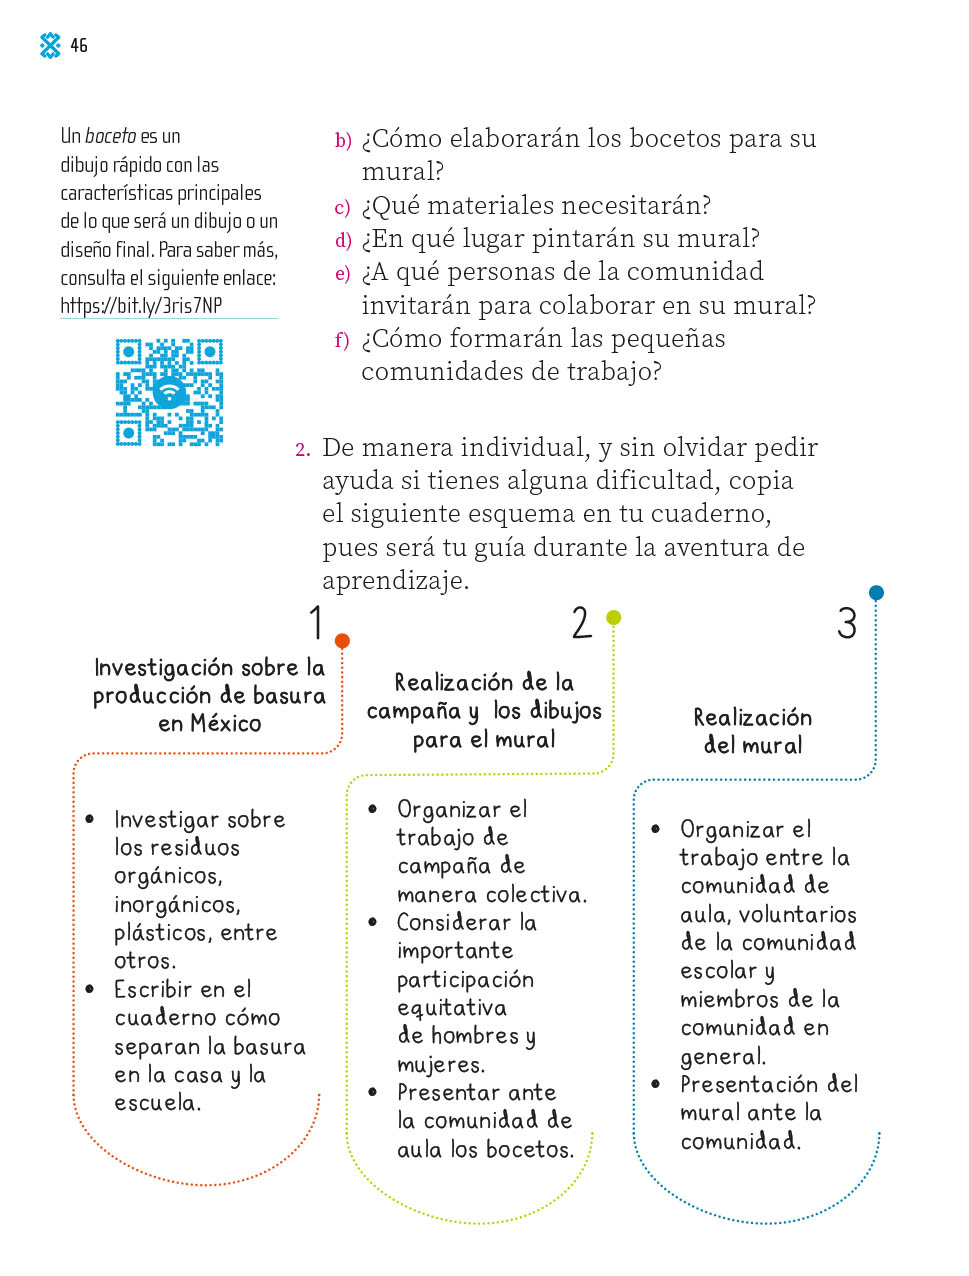 46
Un boceto es un
dibujo rápido con las
características principales
de lo que será un dibujo o un
diseño final. Para saber más,
consulta el siguiente enlace:
https://bit.ly/3ris7NP
b) ¿Cómo elaborarán los bocetos para su
mural?
c) ¿Qué materiales necesitarán?
d) ¿En qué lugar pintarán su mural?
e) ¿A qué personas de la comunidad
invitarán para colaborar en su mural?
f) ¿Cómo formarán las pequeñas
comunidades de trabajo?
2. De manera individual, y sin olvidar pedir
ayuda si tienes alguna dificultad, copia
el siguiente esquema en tu cuaderno,
pues será tu guía durante la aventura de
aprendizaje.
1
Investigación sobre la
producción de basura
en México
• Investigar sobre
los residuos
orgánicos,
inorgánicos,
plásticos, entre
otros.
• Escribir en el
cuaderno cómo
separan la basura
en la casa y la
escuela.
2
Realización de la
campaña y los dibujos
para el mural
• Organizar el
trabajo de
campaña de
manera colectiva.
• Considerar la
importante
participación
equitativa
de hombres y
mujeres.
• Presentar ante
la comunidad de
aula los bocetos.
3
Realización
del mural
• Organizar el
trabajo entre la
comunidad de
aula, voluntarios
de la comunidad
escolar y
miembros de la
comunidad en
general.
• Presentación del
mural ante la
comunidad.